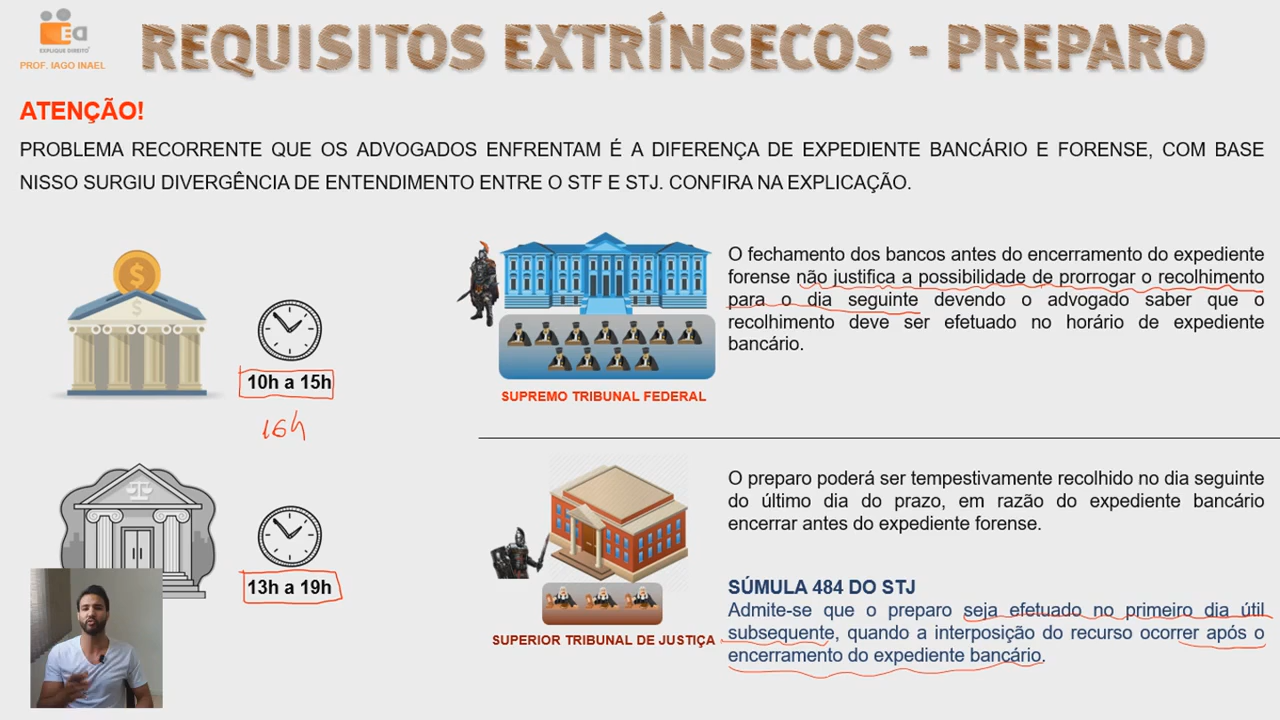 EXPLIQUE DIREITO
PROF. IAGO INAEL
REQUISITOS EXTRÍNSECOS - PREPARO
ATENÇÃO!
PROBLEMA RECORRENTE QUE OS ADVOGADOS ENFRENTAM É A DIFERENÇA DE EXPEDIENTE BANCÁRIO E FORENSE, COM BASE
NISSO SURGIU DIVERGÊNCIA DE ENTENDIMENTO ENTRE O STF E STJ. CONFIRA NA EXPLICAÇÃO.
$
$
10h a 15h
16h
O fechamento dos bancos antes do encerramento do expediente
forense não justifica a possibilidade de prorrogar o recolhimento
para o dia seguinte devendo o advogado saber que o
recolhimento deve ser efetuado no horário de expediente
bancário.
SUPREMO TRIBUNAL FEDERAL
13h a 19h
O preparo poderá ser tempestivamente recolhido no dia seguinte
do último dia do prazo, em razão do expediente bancário
encerrar antes do expediente forense.
SÚMULA 484 DO STJ
Admite-se que o preparo seja efetuado no primeiro dia útil
subsequente, quando a interposição do recurso ocorrer após o
encerramento do expediente bancário.
SUPERIOR TRIBUNAL DE JUSTIÇA